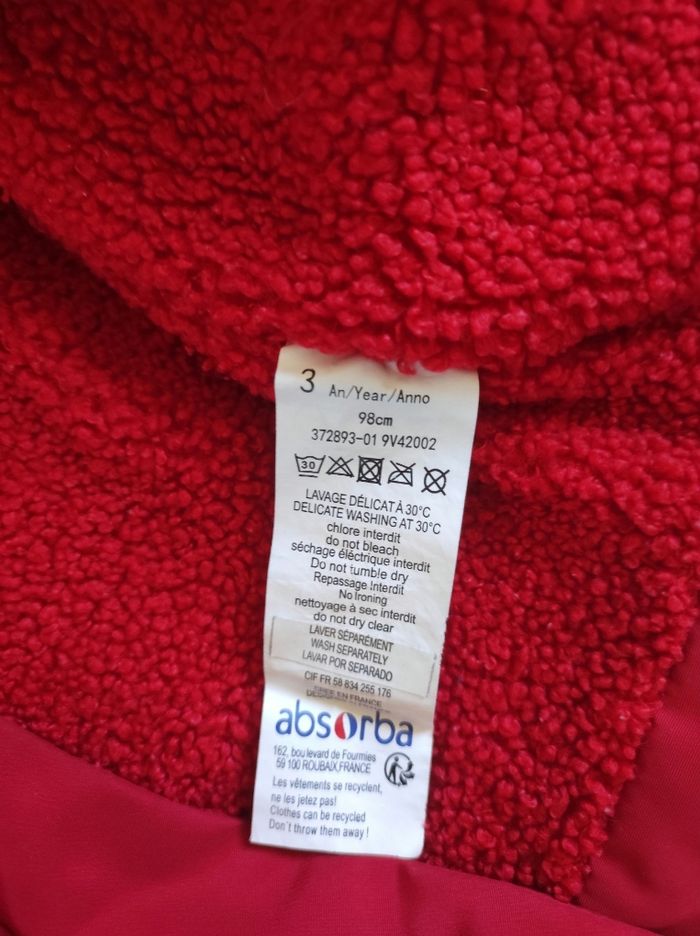 3 An/Year/Anno
98cm
372893-01 9V42002
30
LAVAGE DÉLICAT À 30°C
DELICATE WASHING AT 30°C
chlore interdit
do not bleach
séchage électrique interdit
Do not tumble dry
Repassage Interdit
No Ironing
nettoyage à sec interdit
do not dry clear
LAVER SÉPARÉMENT
WASH SEPARATELY
LAVAR POR SEPARADO
CIF FR 58 834 255 176
absorba
162, boulevard de Fourmies
59 100 ROUBAIX,FRANCE
Les vêtements se recyclent,
ne les jetez pas!
Clothes can be recycled
Don't throw them away !